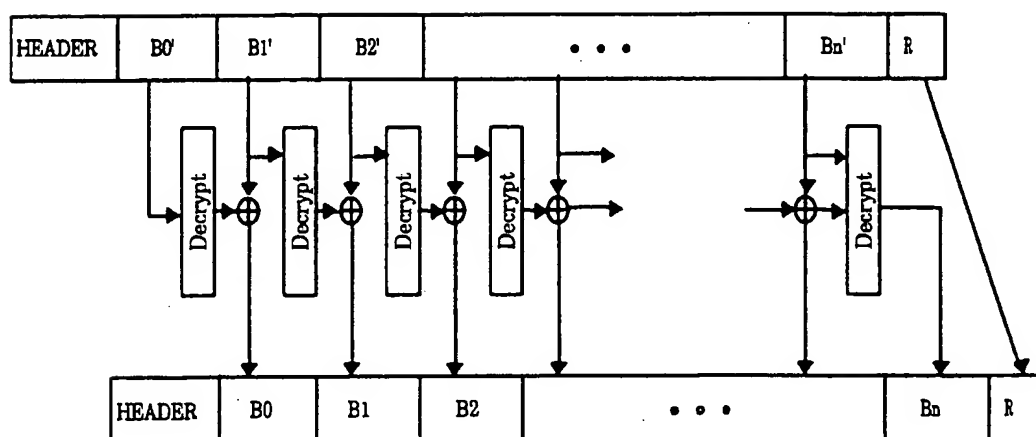 HEADER B0' B1' B2' • • • Bn' R
Decrypt Decrypt Decrypt Decrypt Decrypt
HEADER B0 B1 B2 • • • Bn R